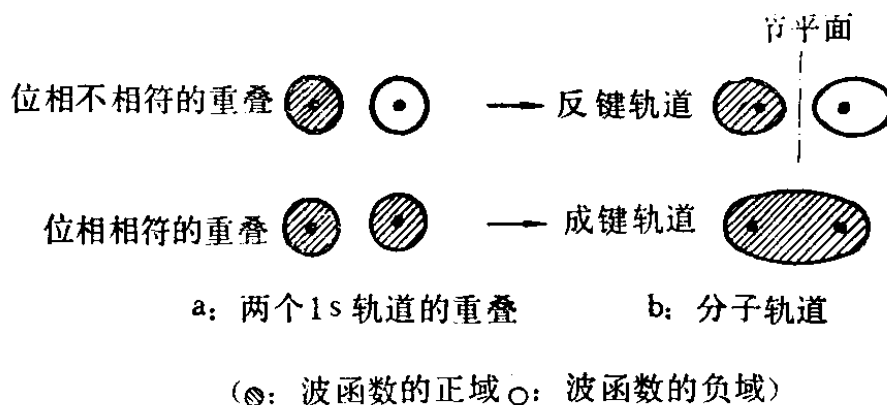 节平面
位相不相符的重叠 反键轨道
位相相符的重叠 成键轨道
a: 两个1s轨道的重叠 b: 分子轨道
(: 波函数的正域 : 波函数的负域)